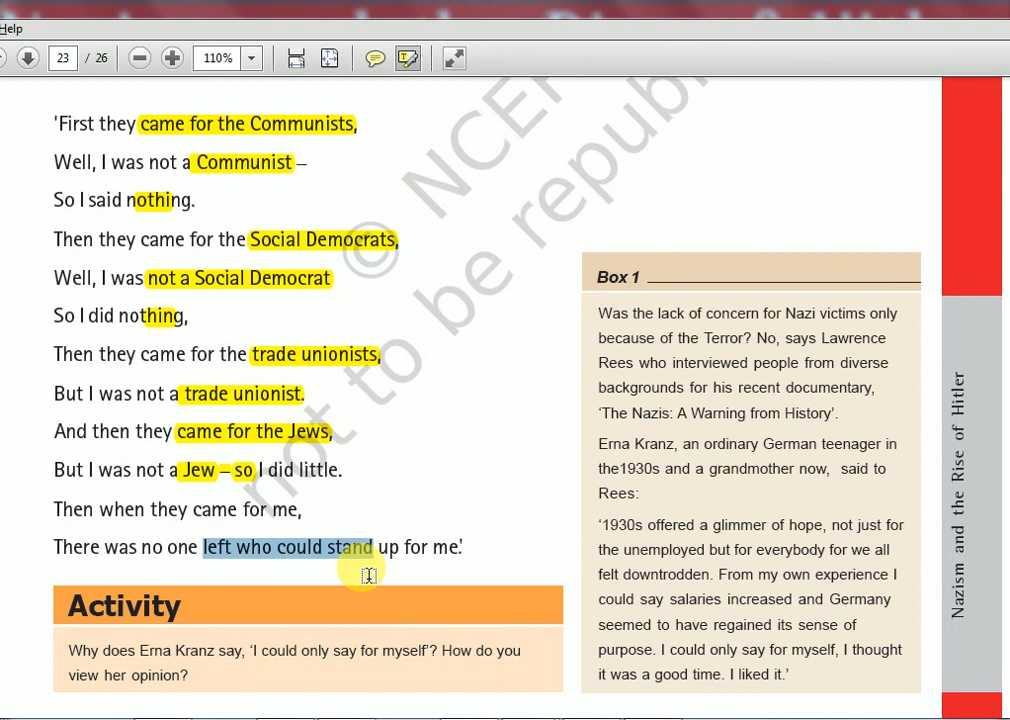 Help
23 / 26
110%
'First they came for the Communists,
Well, I was not a Communist –
So I said nothing.
Then they came for the Social Democrats,
Well, I was not a Social Democrat
So I did nothing,
Then they came for the trade unionists,
But I was not a trade unionist.
And then they came for the Jews,
But I was not a Jew – so I did little.
Then when they came for me,
There was no one left who could stand up for me.'
Activity
Why does Erna Kranz say, ‘I could only say for myself’? How do you
view her opinion?
Box 1
Was the lack of concern for Nazi victims only
because of the Terror? No, says Lawrence
Rees who interviewed people from diverse
backgrounds for his recent documentary,
‘The Nazis: A Warning from History’.
Erna Kranz, an ordinary German teenager in
the1930s and a grandmother now, said to
Rees:
‘1930s offered a glimmer of hope, not just for
the unemployed but for everybody for we all
felt downtrodden. From my own experience I
could say salaries increased and Germany
seemed to have regained its sense of
purpose. I could only say for myself, I thought
it was a good time. I liked it.’
Nazism and the Rise of Hitler
© NCE
not to be republi